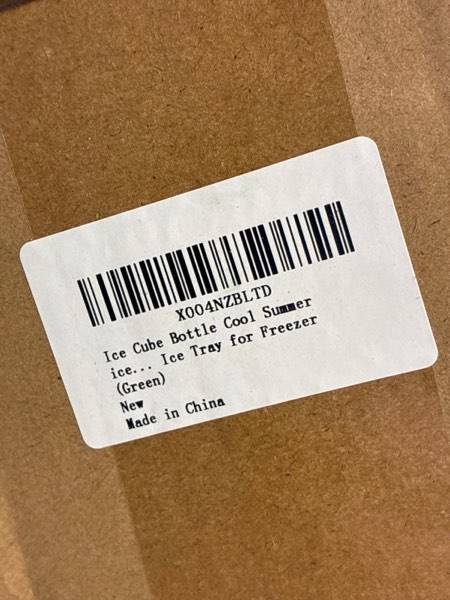 X004NZBLTD
Ice Cube Bottle Cool Summer
ice... Ice Tray for Freezer
(Green)
New
Made in China